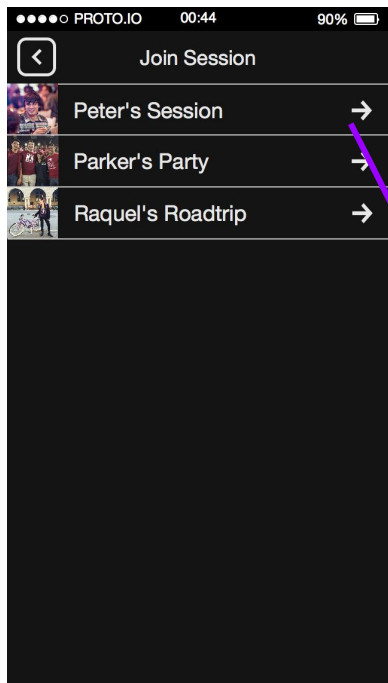 PROTO.IO 00:44 90%
Join Session
Peter's Session
Parker's Party
Raquel's Roadtrip